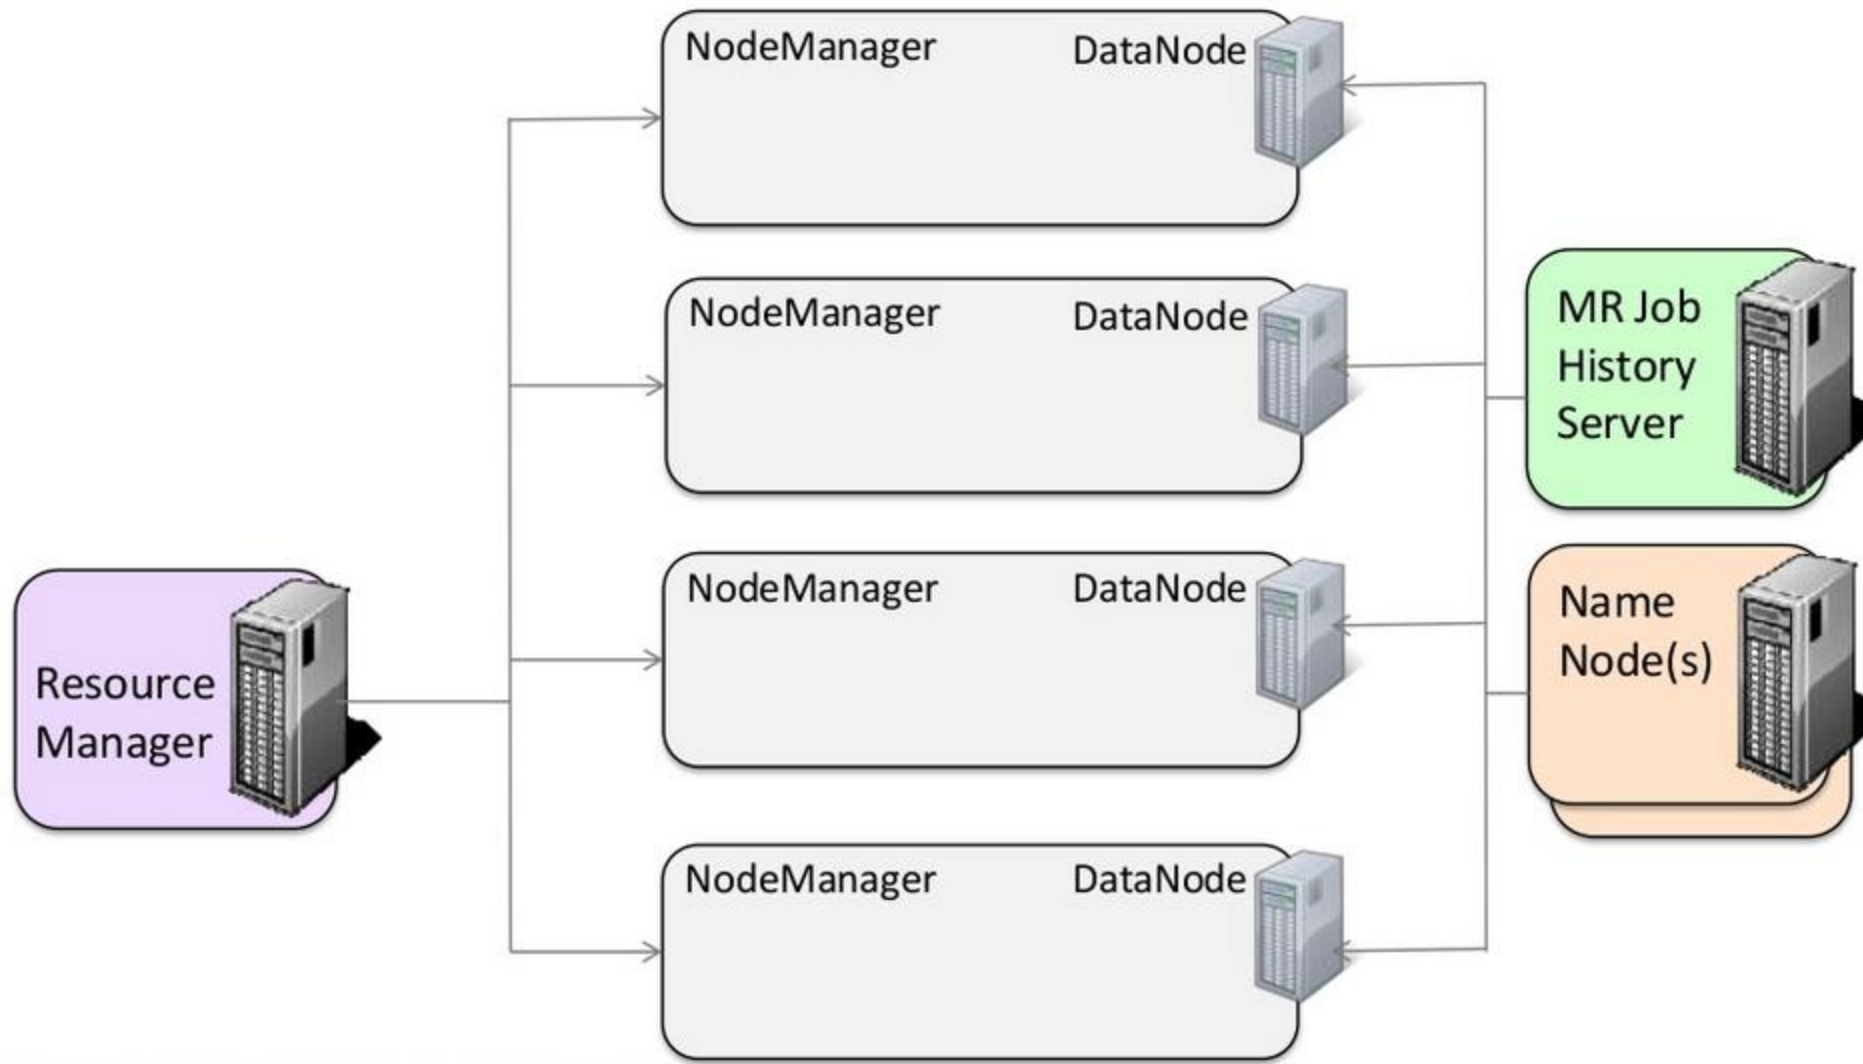 NodeManager DataNode
NodeManager DataNode
MR Job
History
Server
NodeManager DataNode
Name
Node(s)
Resource
Manager
NodeManager DataNode